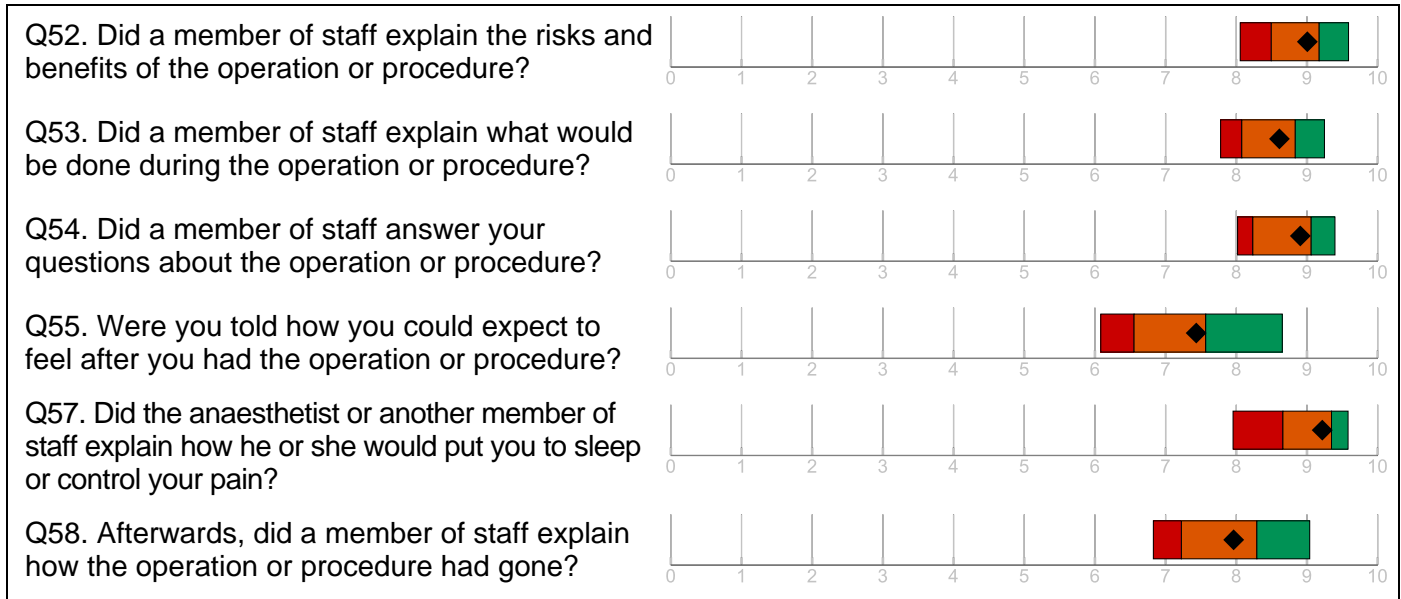 Q52. Did a member of staff explain the risks and
benefits of the operation or procedure?
0 1 2 3 4 5 6 7 8 9 10
Q53. Did a member of staff explain what would
be done during the operation or procedure?
0 1 2 3 4 5 6 7 8 9 10
Q54. Did a member of staff answer your
questions about the operation or procedure?
0 1 2 3 4 5 6 7 8 9 10
Q55. Were you told how you could expect to
feel after you had the operation or procedure?
0 1 2 3 4 5 6 7 8 9 10
Q57. Did the anaesthetist or another member of
staff explain how he or she would put you to sleep
or control your pain?
0 1 2 3 4 5 6 7 8 9 10
Q58. Afterwards, did a member of staff explain
how the operation or procedure had gone?
0 1 2 3 4 5 6 7 8 9 10